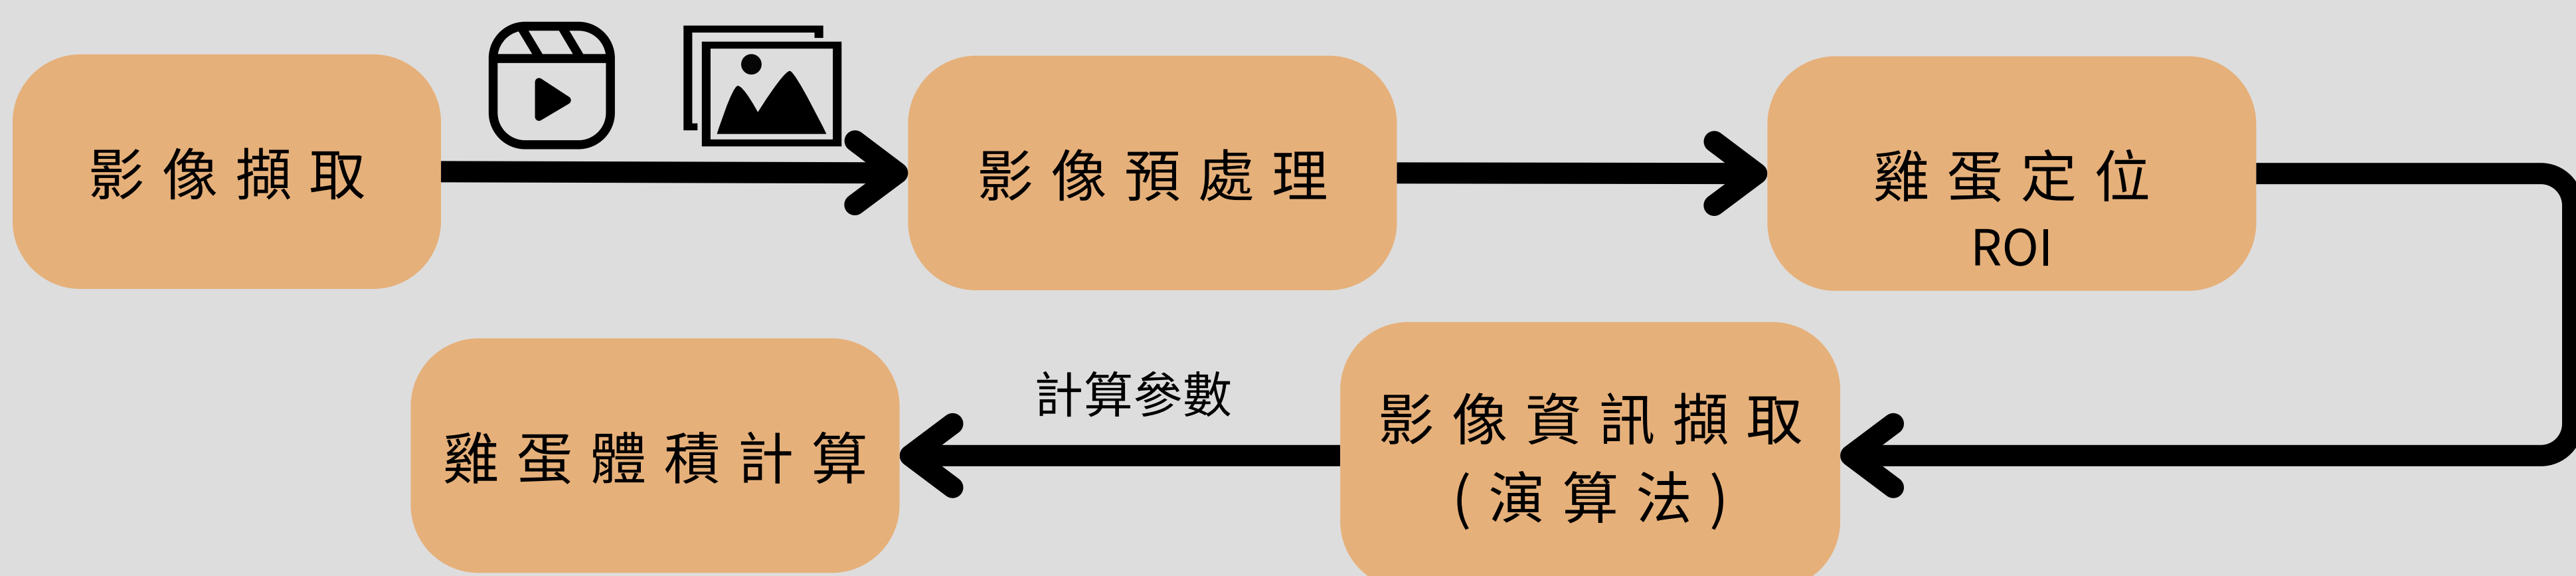 影像擷取
影像預處理
雞蛋定位
ROI
影像資訊擷取
(演算法)
計算參數
雞蛋體積計算